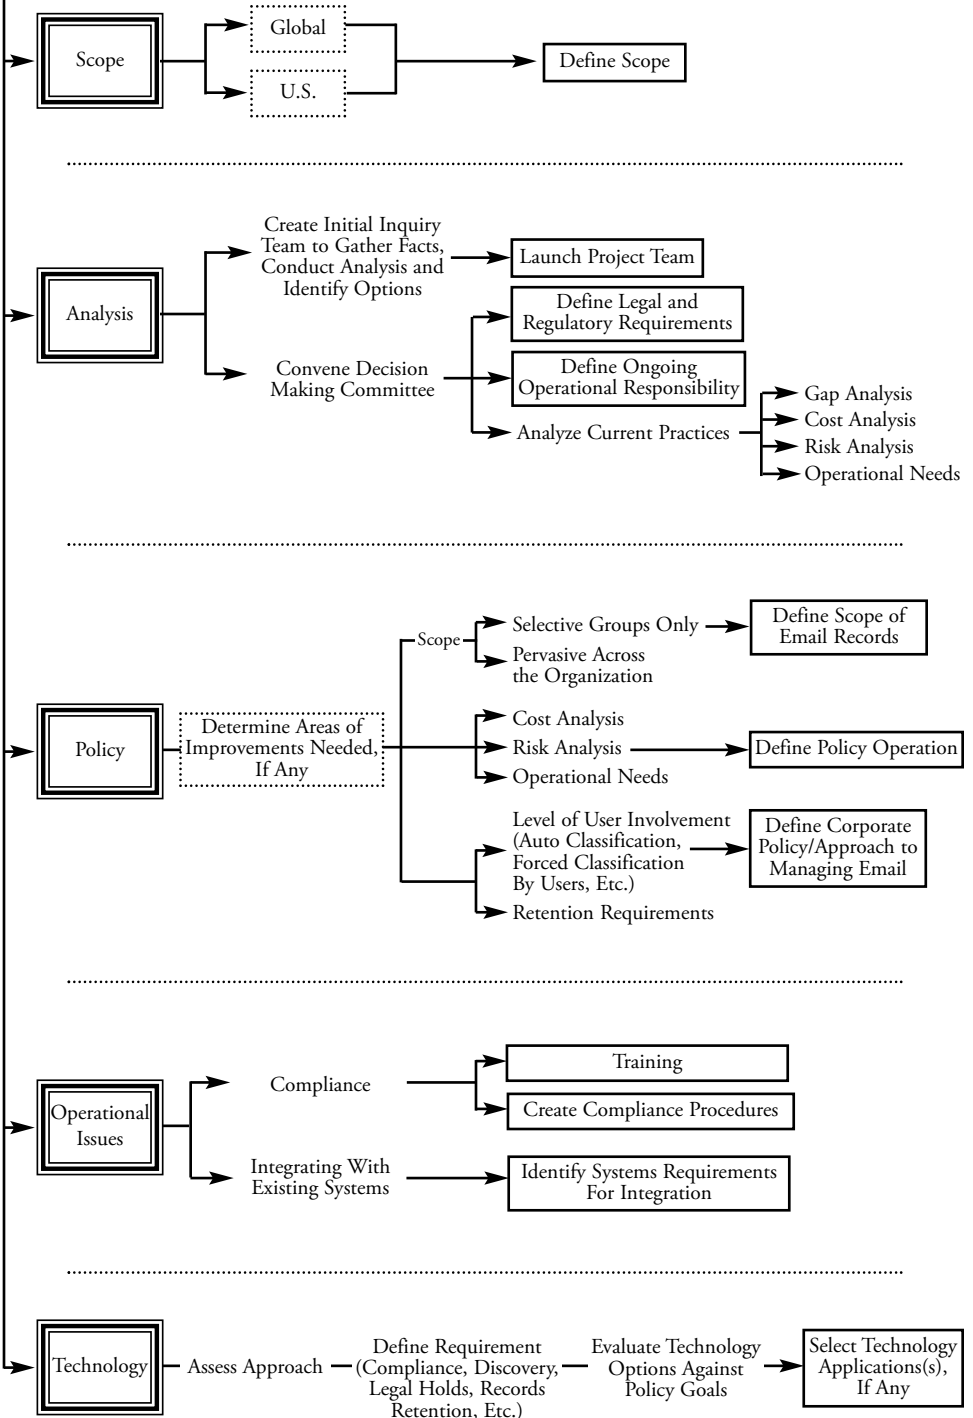 Scope
Global
U.S.
Define Scope
Analysis
Create Initial Inquiry
Team to Gather Facts,
Conduct Analysis and
Identify Options
Launch Project Team
Convene Decision
Making Committee
Define Legal and
Regulatory Requirements
Define Ongoing
Operational Responsibility
Analyze Current Practices
Gap Analysis
Cost Analysis
Risk Analysis
Operational Needs
Policy
Determine Areas of
Improvements Needed,
If Any
Scope
Selective Groups Only
Pervasive Across
the Organization
Define Scope of
Email Records
Cost Analysis
Risk Analysis
Operational Needs
Define Policy Operation
Level of User Involvement
(Auto Classification,
Forced Classification
By Users, Etc.)
Retention Requirements
Define Corporate
Policy/Approach to
Managing Email
Operational
Issues
Compliance
Training
Create Compliance Procedures
Integrating With
Existing Systems
Identify Systems Requirements
For Integration
Technology
Assess Approach
Define Requirement
(Compliance, Discovery,
Legal Holds, Records
Retention, Etc.)
Evaluate Technology
Options Against
Policy Goals
Select Technology
Applications(s),
If Any